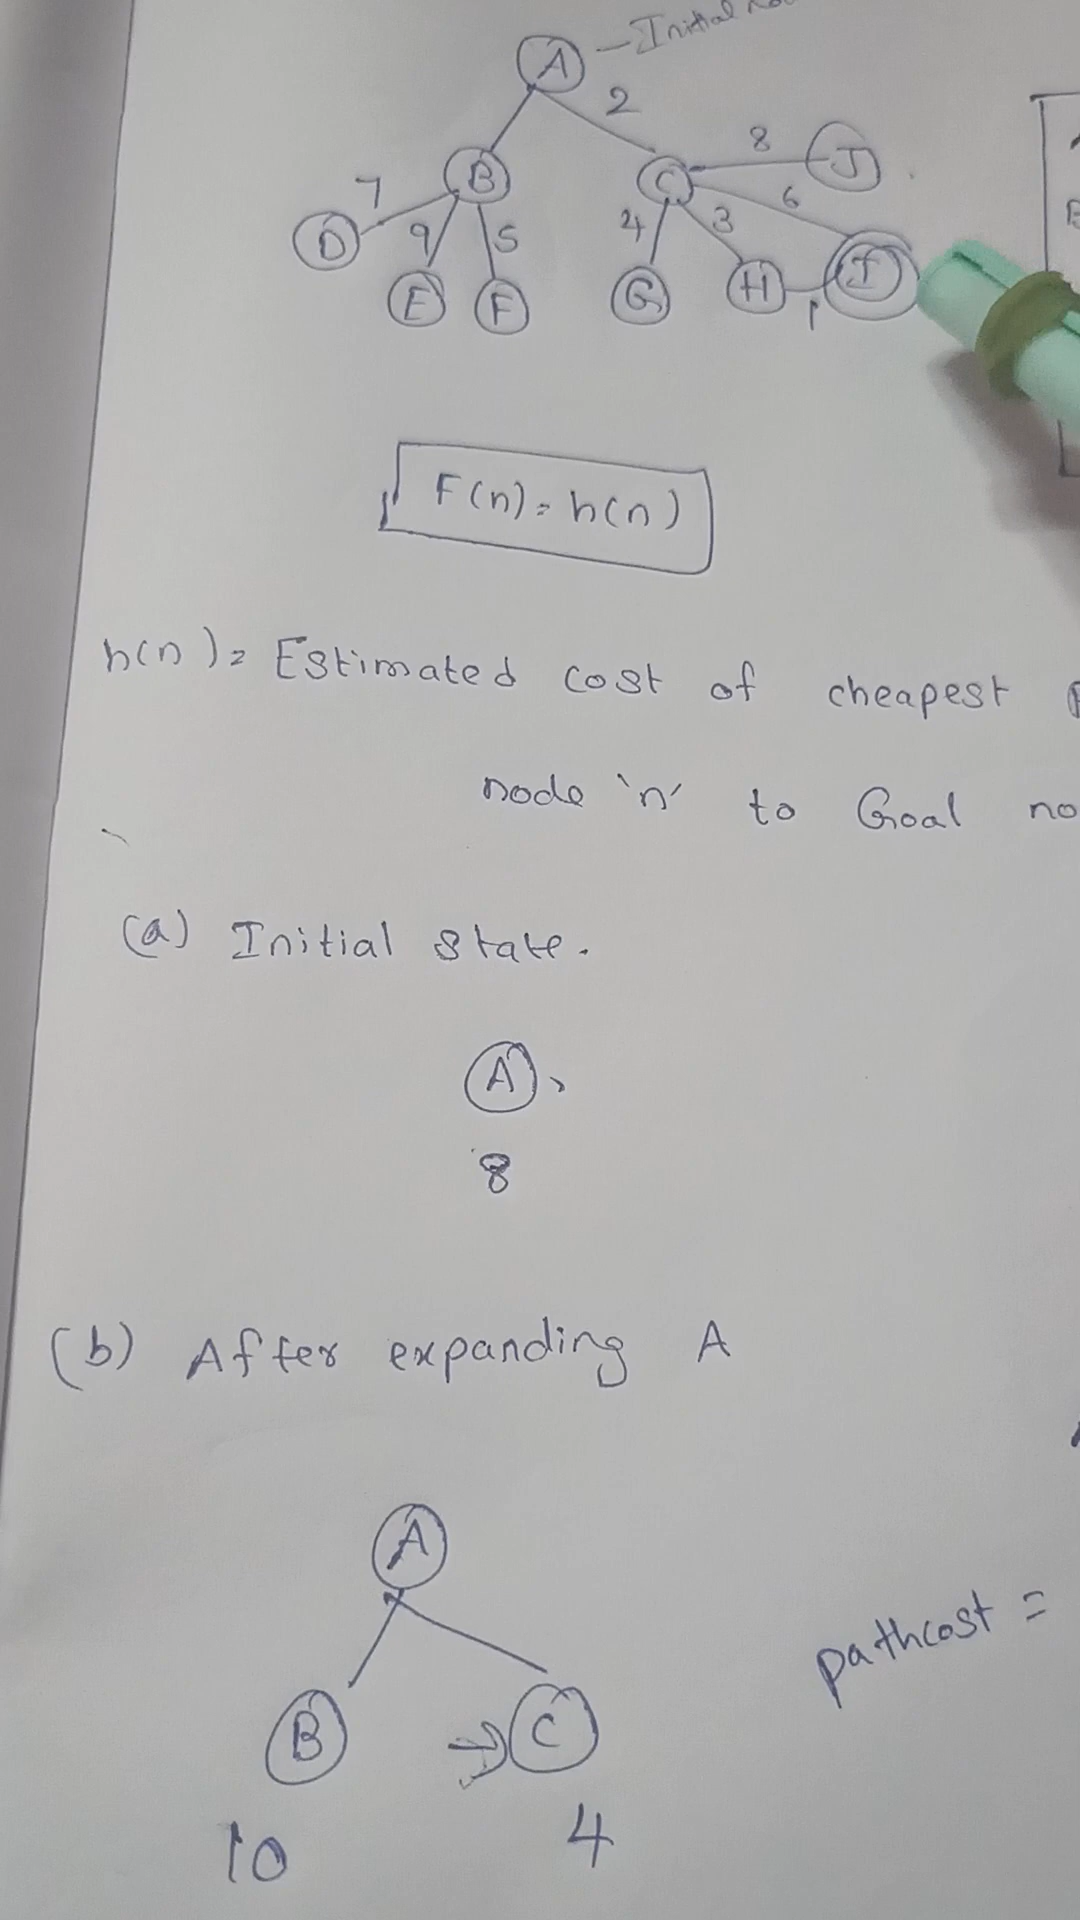 A - Initial
2
8 J
B C 6
7 4 3
D 9 5
E F G H I
1
F(n) = h(n)
h(n) = Estimated cost of cheapest
node 'n' to Goal no
(a) Initial state.
A
8
(b) After expanding A
A
pathcost =
B → C
10 4